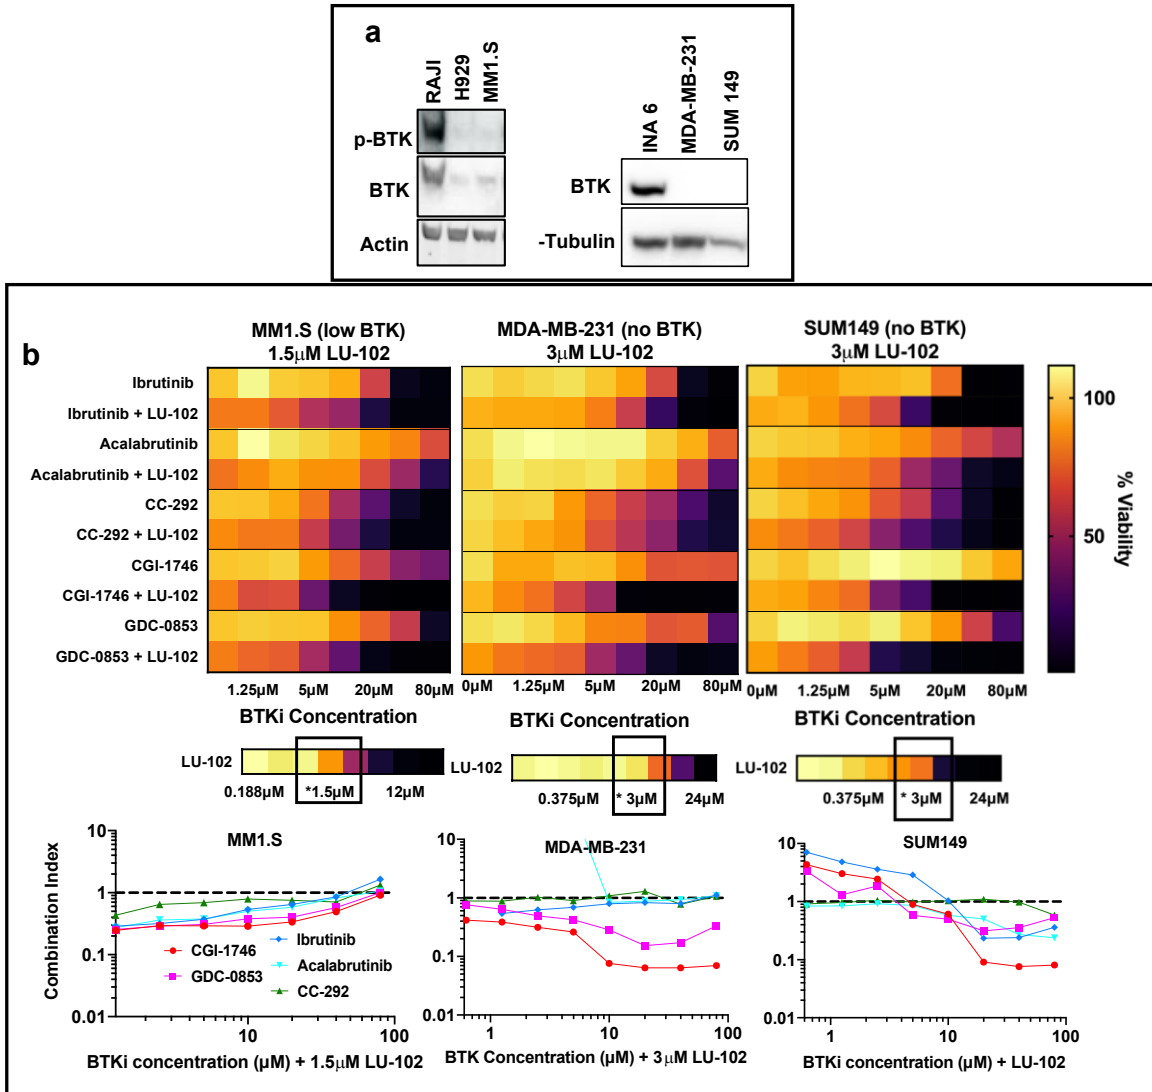 a
RAJI
H929
MM1.S
p-BTK
BTK
Actin
INA 6
MDA-MB-231
SUM 149
BTK
-Tubulin
b
MM1.S (low BTK)
1.5μM LU-102
MDA-MB-231 (no BTK)
3μM LU-102
SUM149 (no BTK)
3μM LU-102
Ibrutinib
Ibrutinib + LU-102
Acalabrutinib
Acalabrutinib + LU-102
CC-292
CC-292 + LU-102
CGI-1746
CGI-1746 + LU-102
GDC-0853
GDC-0853 + LU-102
100
50
% Viability
1.25μM 5μM 20μM 80μM
0μM 1.25μM 5μM 20μM 80μM
0μM 1.25μM 5μM 20μM 80μM
BTKi Concentration
BTKi Concentration
BTKi Concentration
LU-102
0.188μM *1.5μM 12μM
LU-102
0.375μM * 3μM 24μM
LU-102
0.375μM * 3μM 24μM
Combination Index
MM1.S
10
1
0.1
0.01
CGI-1746
GDC-0853
Ibrutinib
Acalabrutinib
CC-292
10 100
BTKi concentration (μM) + 1.5μM LU-102
MDA-MB-231
10
1
0.1
0.01
1 10 100
BTK Concentration (μM) + 3μM LU-102
SUM149
10
1
0.1
0.01
1 10 100
BTKi concentration (μM) + LU-102